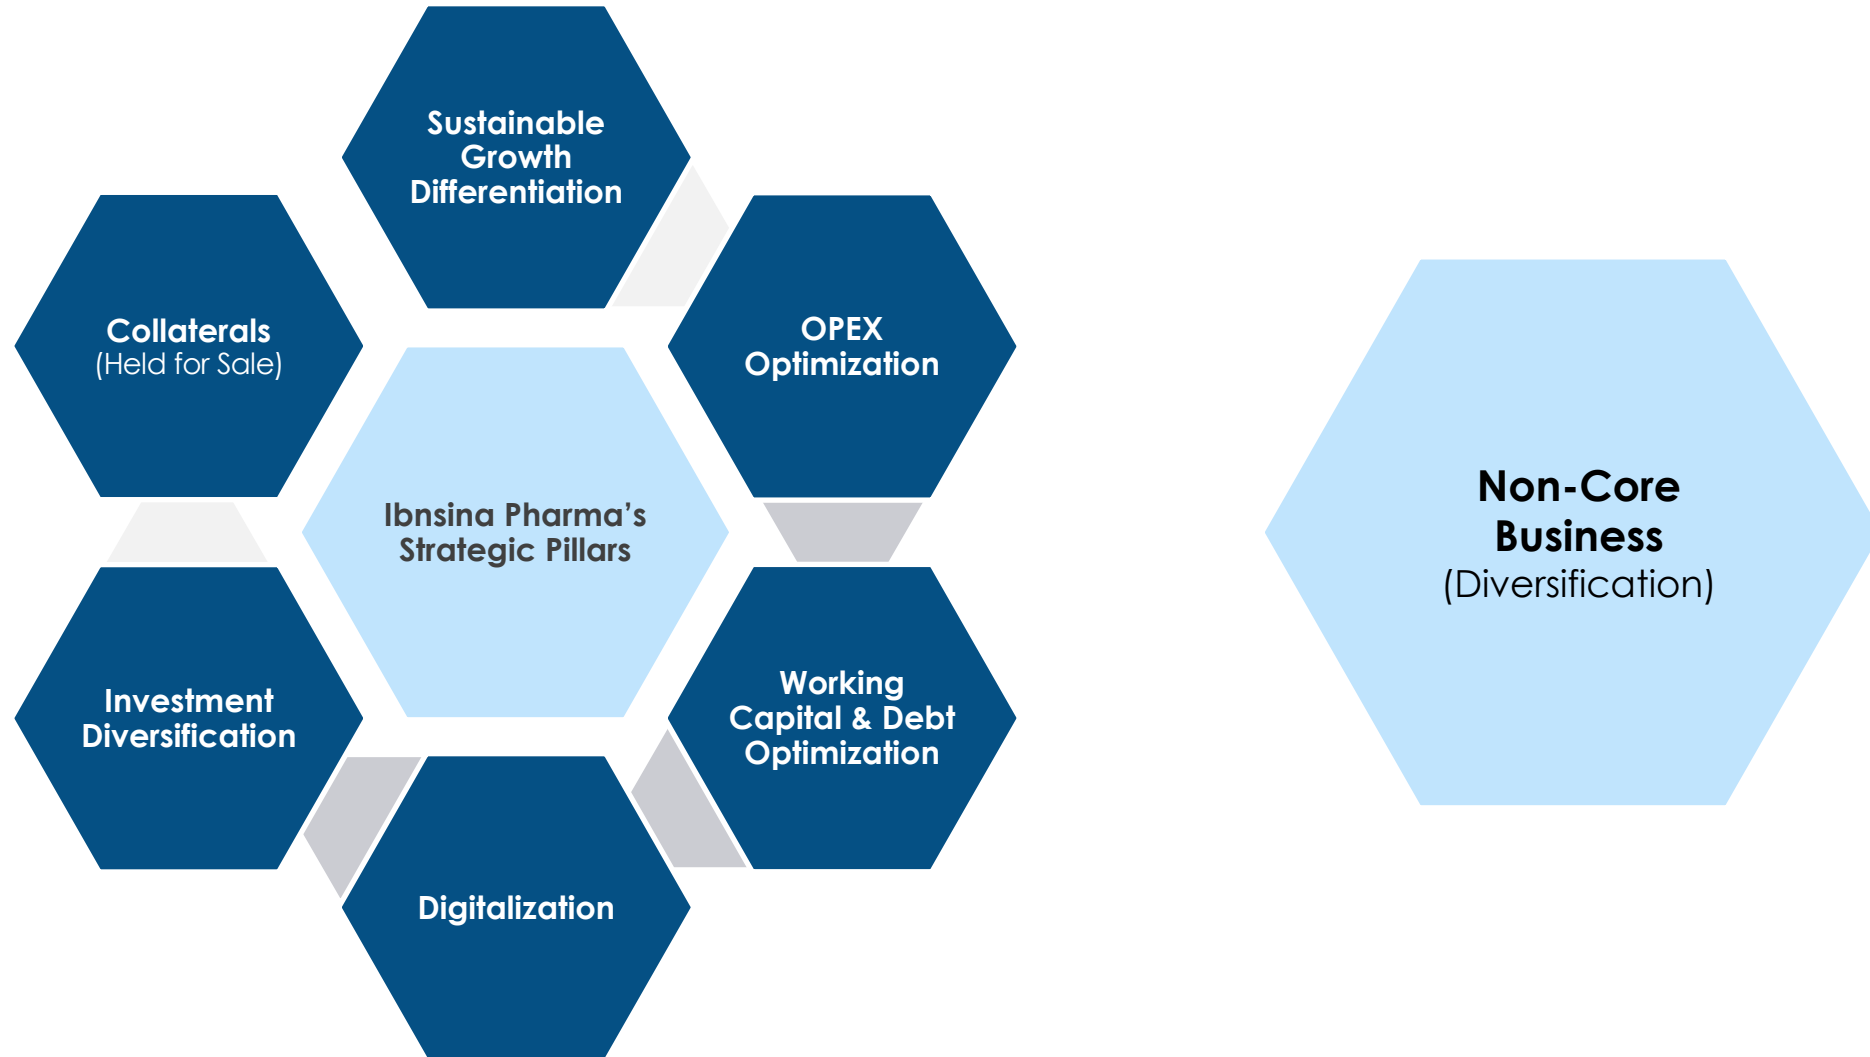 Sustainable
Growth
Differentiation
OPEX
Optimization
Working
Capital & Debt
Optimization
Digitalization
Investment
Diversification
Collaterals
(Held for Sale)
Ibnsina Pharma’s
Strategic Pillars
Non-Core
Business
(Diversification)